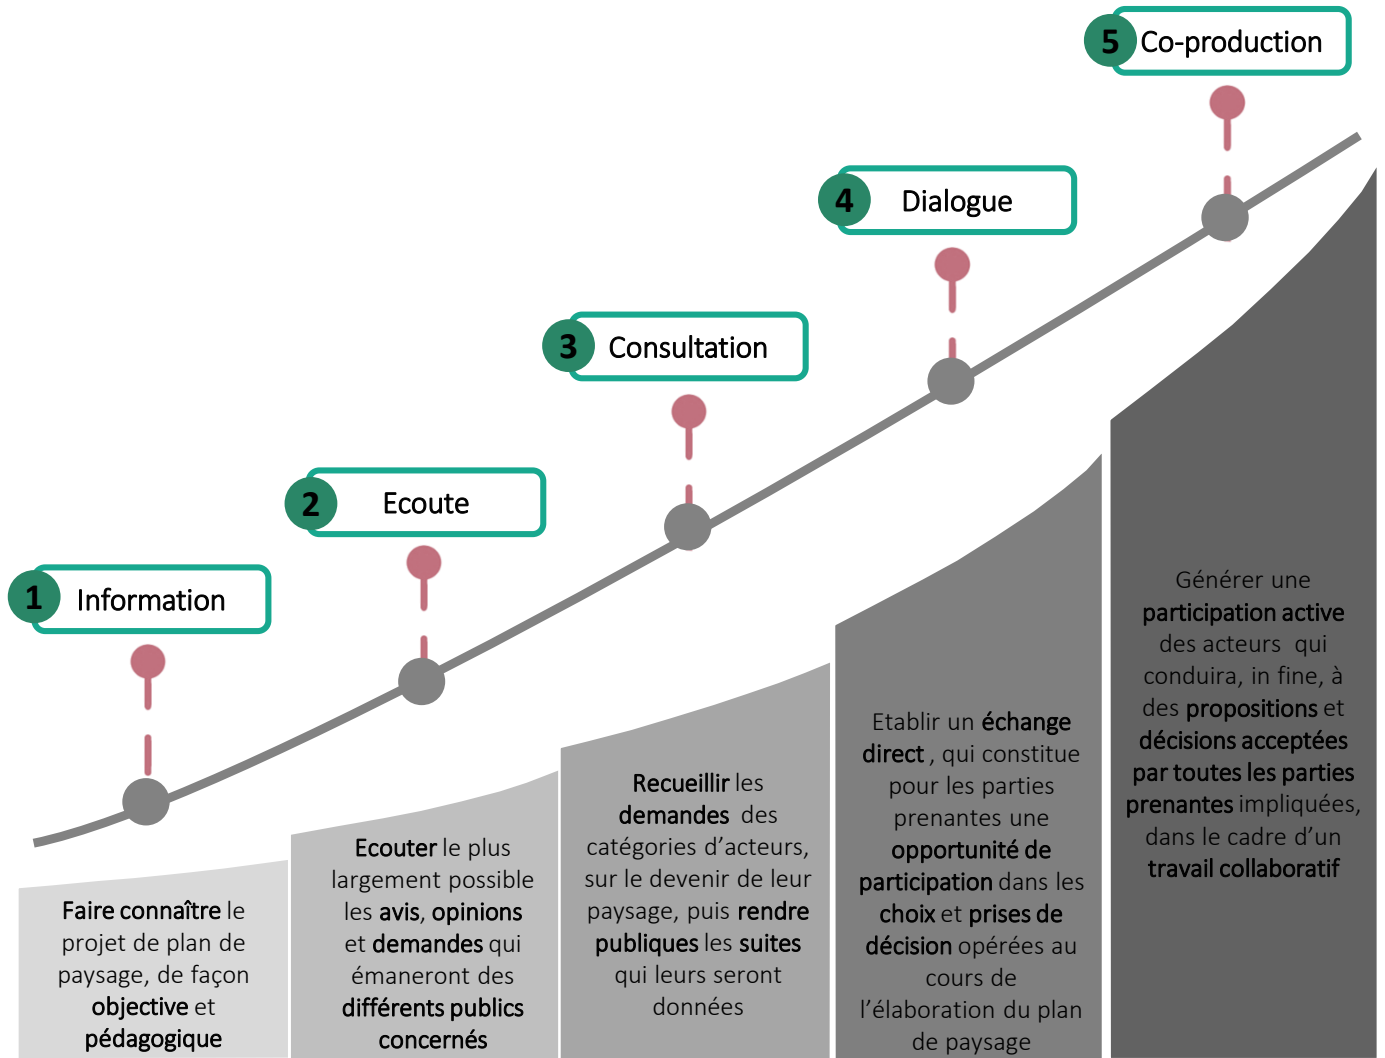 1 Information
Faire connaître le
projet de plan de
paysage, de façon
objective et
pédagogique
2 Ecoute
Ecouter le plus
largement possible
les avis, opinions
et demandes qui
émaneront des
différents publics
concernés
3 Consultation
Recueillir les
demandes des
catégories d’acteurs,
sur le devenir de leur
paysage, puis rendre
publiques les suites
qui leurs seront
données
4 Dialogue
Etablir un échange
direct , qui constitue
pour les parties
prenantes une
opportunité de
participation dans les
choix et prises de
décision opérées au
cours de
l’élaboration du plan
de paysage
5 Co-production
Générer une
participation active
des acteurs qui
conduira, in fine, à
des propositions et
décisions acceptées
par toutes les parties
prenantes impliquées,
dans le cadre d’un
travail collaboratif